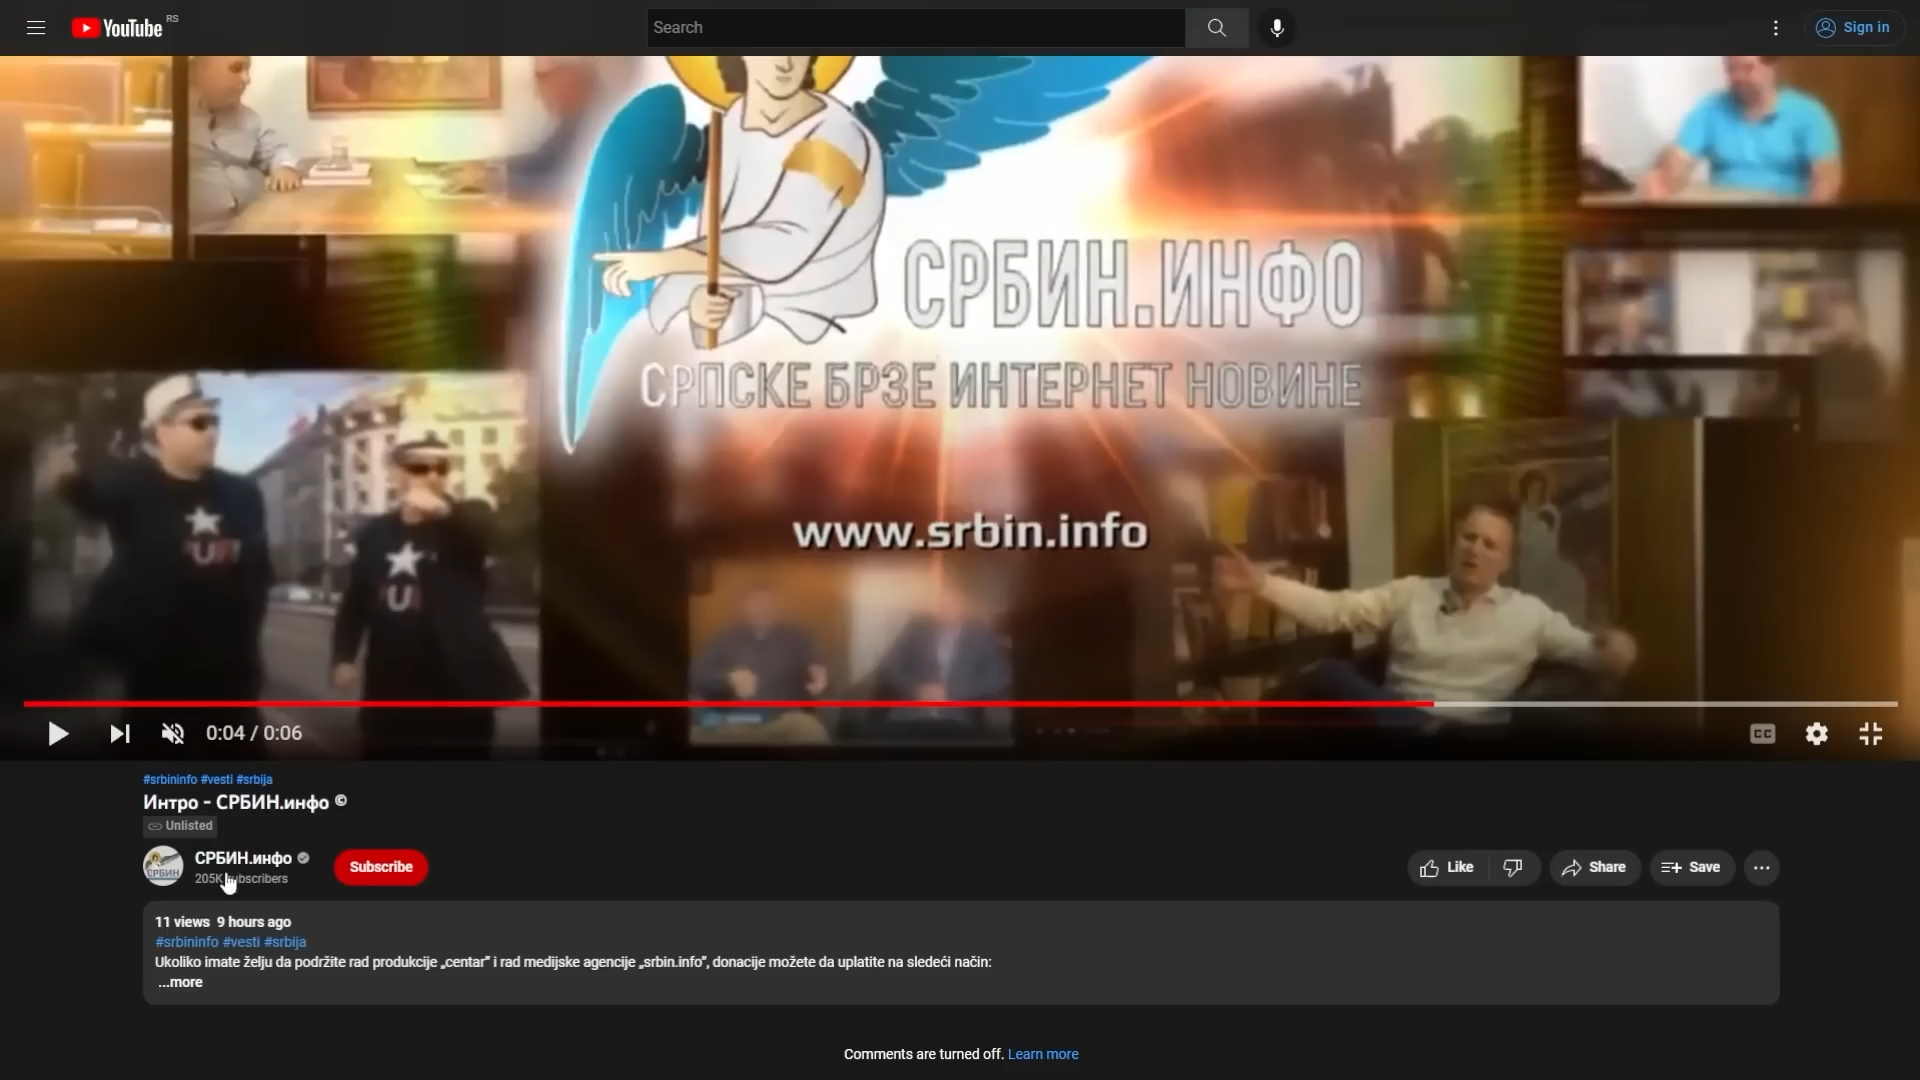 YouTube RS
Search
Sign in
СРБИН.ИНФО
СРПСКЕ БРЗЕ ИНТЕРНЕТ НОВИНЕ
www.srbin.info
0:04 / 0:06
CC
#srbininfo #vesti #srbija
Интро - СРБИН.инфо ©
Unlisted
СРБИН.инфо
205K subscribers
Subscribe
Like
Share
Save
11 views 9 hours ago
#srbininfo #vesti #srbija
Ukoliko imate želju da podržite rad produkcije „centar” i rad medijske agencije „srbin.info”, donacije možete da uplatite na sledeći način:
...more
Comments are turned off. Learn more